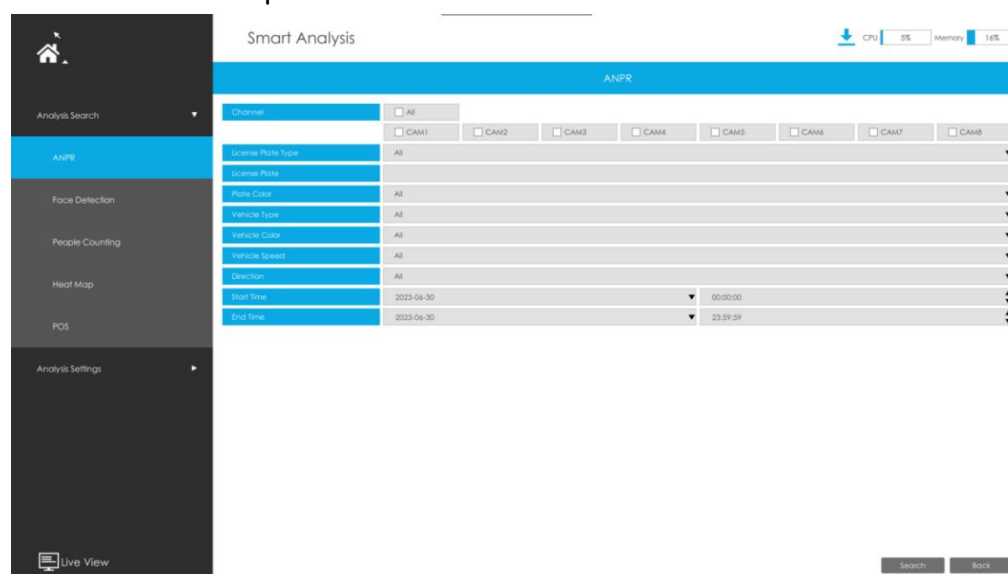 Smart Analysis
CPU 5% Memory 16%
ANPR
Analysis Search
ANPR
Face Detection
People Counting
Heat Map
POS
Analysis Settings
Live View
Channel All
CAM1 CAM2 CAM3 CAM4 CAM5 CAM6 CAM7 CAM8
License Plate Type All
License Plate
Plate Color All
Vehicle Type All
Vehicle Color All
Vehicle Speed All
Direction All
Start Time 2023-06-30 00:00:00
End Time 2023-06-30 23:59:59
Search Back